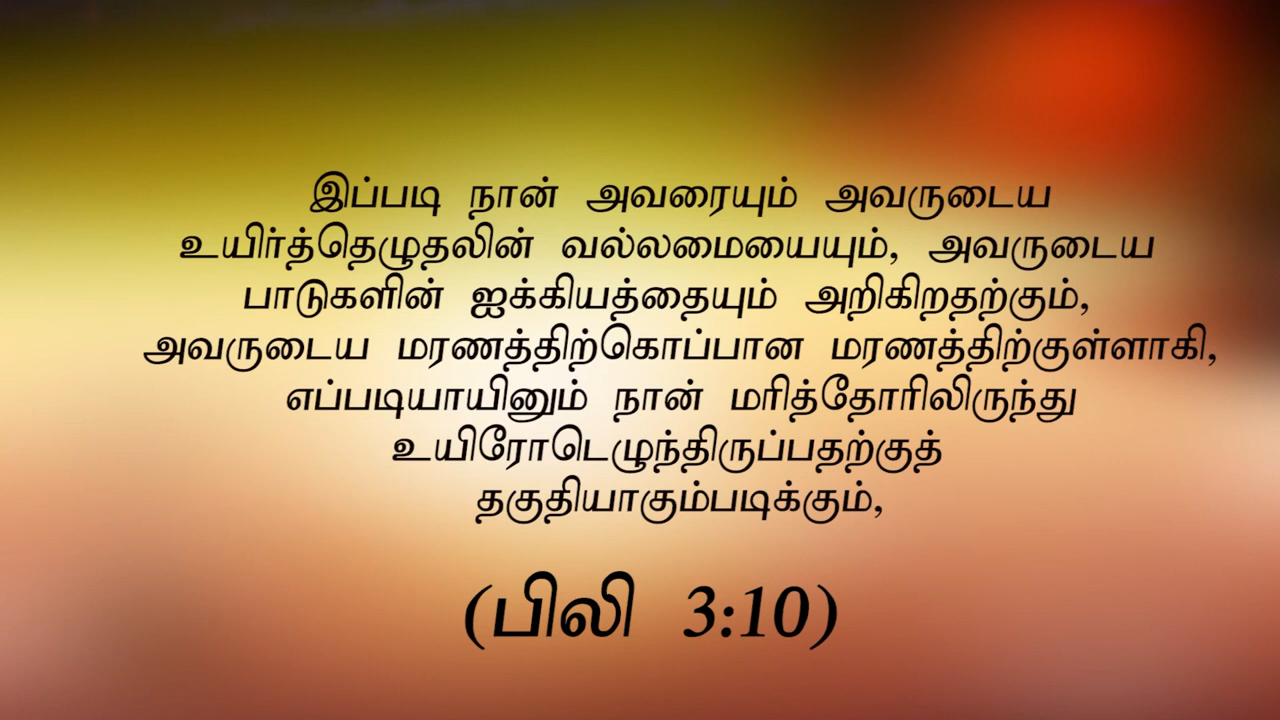 இப்படி நான் அவரையும் அவருடைய
உயிர்த்தெழுதலின் வல்லமையையும், அவருடைய
பாடுகளின் ஐக்கியத்தையும் அறிகிறதற்கும்,
அவருடைய மரணத்திற்கொப்பான மரணத்திற்குள்ளாகி,
எப்படியாயினும் நான் மரித்தோரிலிருந்து
உயிரோடெழுந்திருப்பதற்குத்
தகுதியாகும்படிக்கும்,
(பிலி 3:10)